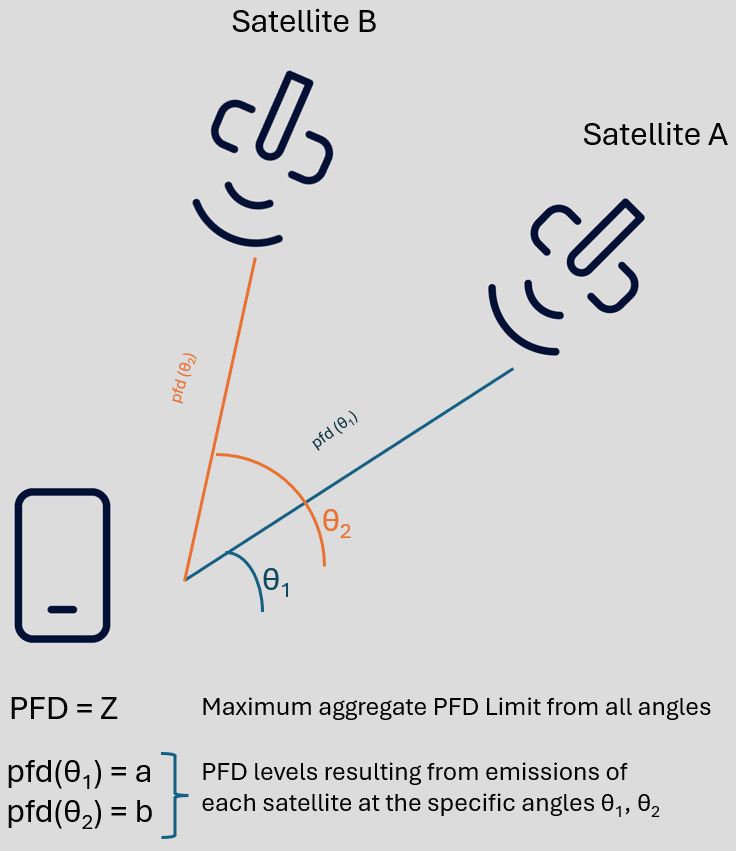 Satellite B
Satellite A
pfd (θ₂)
pfd (θ₁)
θ₂
θ₁
PFD = Z
Maximum aggregate PFD Limit from all angles
pfd(θ₁) = a
pfd(θ₂) = b
PFD levels resulting from emissions of
each satellite at the specific angles θ₁, θ₂